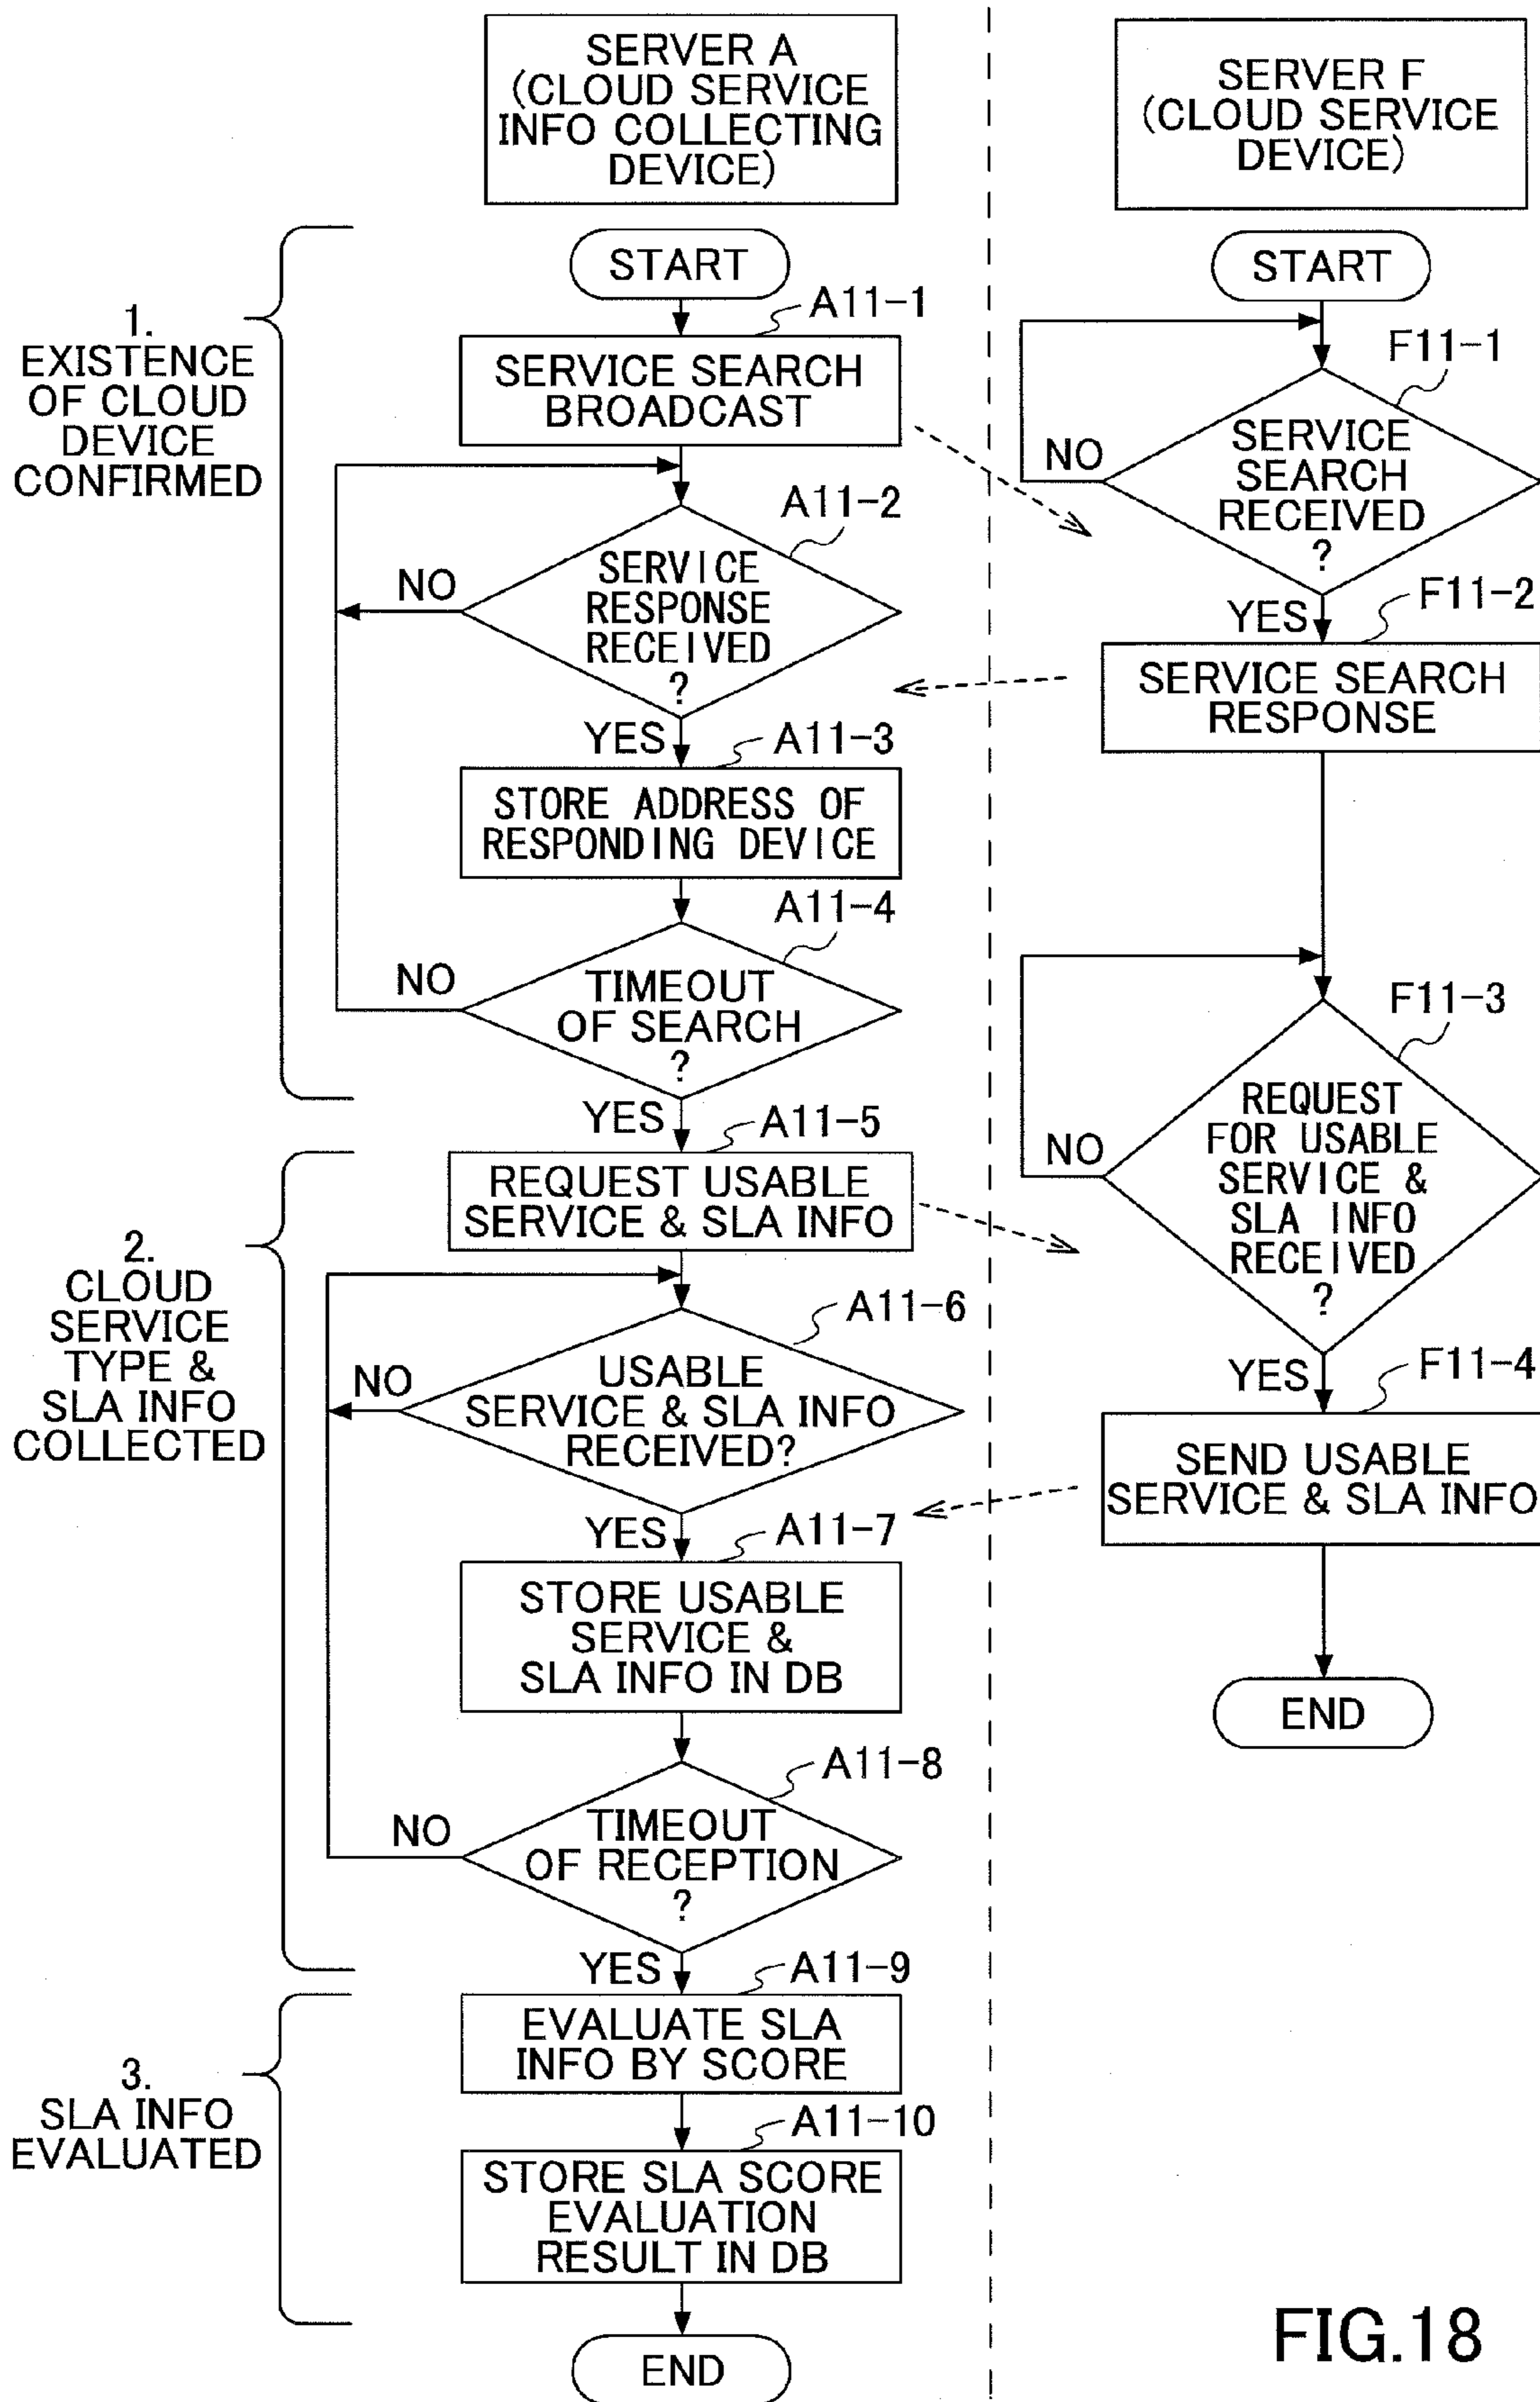 SERVER A
(CLOUD SERVICE
INFO COLLECTING
DEVICE)
START
1.
EXISTENCE
OF CLOUD
DEVICE
CONFIRMED
A11-1
SERVICE SEARCH
BROADCAST
A11-2
SERVICE
RESPONSE
RECEIVED
?
NO
YES
A11-3
STORE ADDRESS OF
RESPONDING DEVICE
A11-4
TIMEOUT
OF SEARCH
?
NO
YES
2.
CLOUD
SERVICE
TYPE &
SLA INFO
COLLECTED
A11-5
REQUEST USABLE
SERVICE & SLA INFO
A11-6
USABLE
SERVICE & SLA INFO
RECEIVED?
NO
YES
A11-7
STORE USABLE
SERVICE &
SLA INFO IN DB
A11-8
TIMEOUT
OF RECEPTION
?
NO
YES
3.
SLA INFO
EVALUATED
A11-9
EVALUATE SLA
INFO BY SCORE
A11-10
STORE SLA SCORE
EVALUATION
RESULT IN DB
END
SERVER F
(CLOUD SERVICE
DEVICE)
START
F11-1
SERVICE
SEARCH
RECEIVED
?
NO
YES
F11-2
SERVICE SEARCH
RESPONSE
F11-3
REQUEST
FOR USABLE
SERVICE &
SLA INFO
RECEIVED
?
NO
YES
F11-4
SEND USABLE
SERVICE & SLA INFO
END
FIG.18